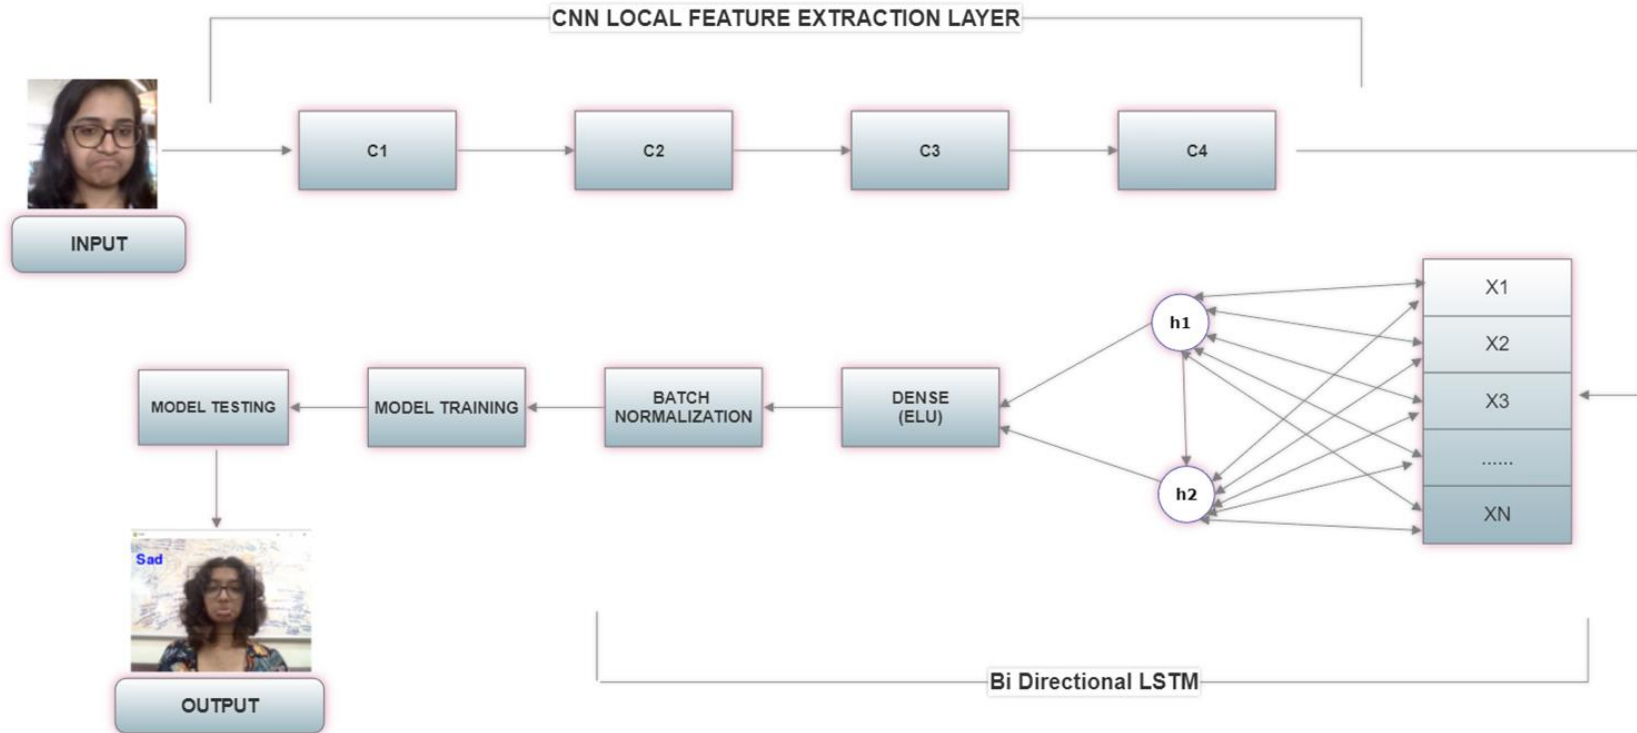 CNN LOCAL FEATURE EXTRACTION LAYER
C1
C2
C3
C4
INPUT
X1
X2
X3
......
XN
h1
h2
DENSE
(ELU)
BATCH
NORMALIZATION
MODEL TRAINING
MODEL TESTING
Sad
OUTPUT
Bi Directional LSTM